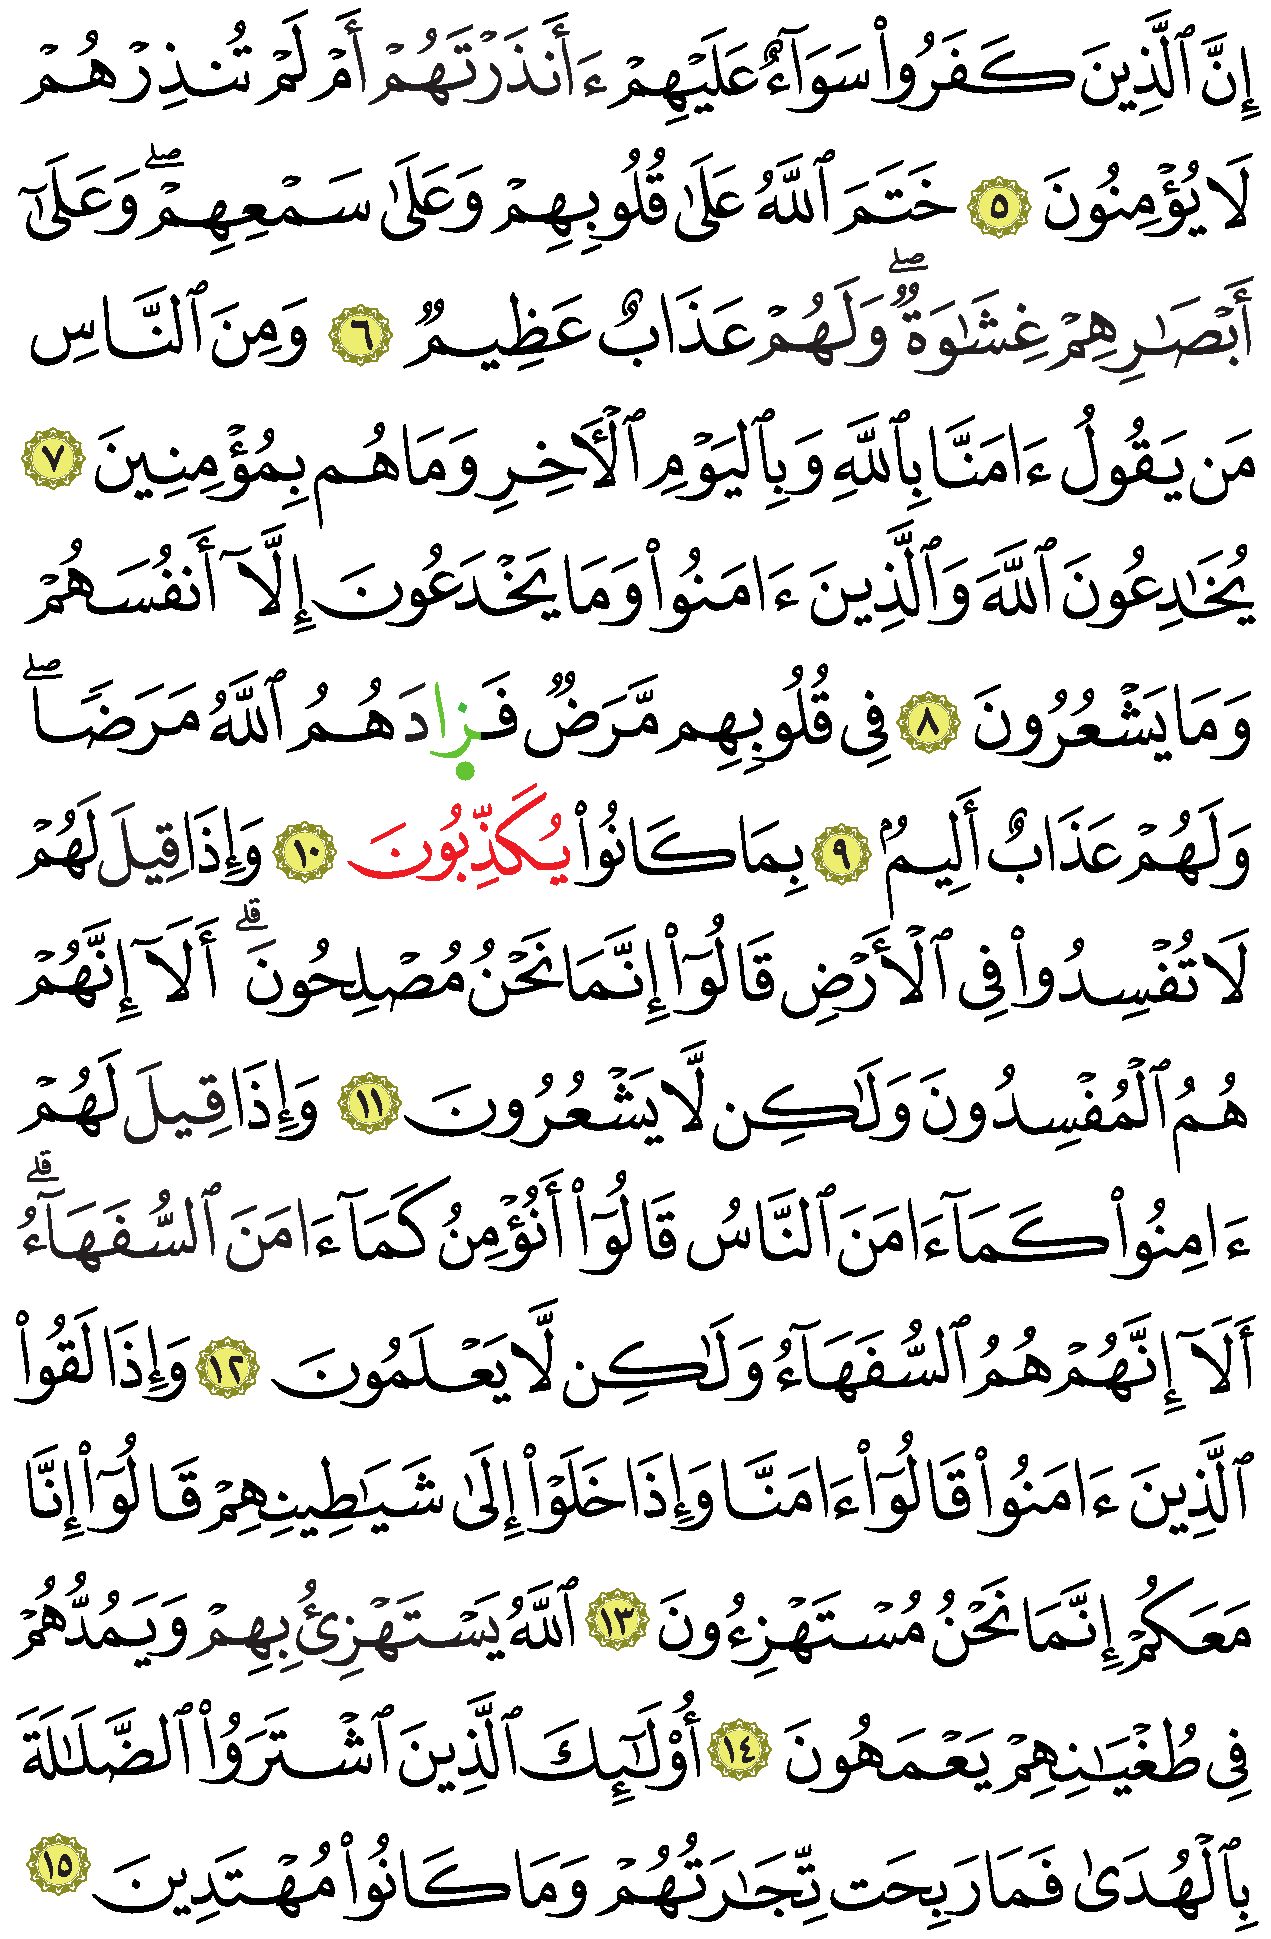 إِنَّ ٱلَّذِينَ كَفَرُواْ سَوَآءٌ عَلَيْهِمْ ءَأَنذَرْتَهُمْ أَمْ لَمْ تُنذِرْهُمْ
لَا يُؤْمِنُونَ ٥ خَتَمَ ٱللَّهُ عَلَىٰ قُلُوبِهِمْ وَعَلَىٰ سَمْعِهِمْۖ وَعَلَىٰٓ
أَبْصَٰرِهِمْ غِشَٰوَةٌۖ وَلَهُمْ عَذَابٌ عَظِيمٌ ٦ وَمِنَ ٱلنَّاسِ
مَن يَقُولُ ءَامَنَّا بِٱللَّهِ وَبِٱلْيَوْمِ ٱلْأٓخِرِ وَمَا هُم بِمُؤْمِنِينَ ٧
يُخَٰدِعُونَ ٱللَّهَ وَٱلَّذِينَ ءَامَنُواْ وَمَا يَخْدَعُونَ إِلَّآ أَنفُسَهُمْ
وَمَا يَشْعُرُونَ ٨ فِي قُلُوبِهِم مَّرَضٌ فَزادَهُمُ ٱللَّهُ مَرَضًاۖ
وَلَهُمْ عَذَابٌ أَلِيمُۢ ٩ بِمَا كَانُواْ يُكَذِّبُونَ ١٠ وَإِذَا قِيلَ لَهُمْ
لَا تُفْسِدُواْ فِي ٱلْأَرْضِ قَالُوٓاْ إِنَّمَا نَحْنُ مُصْلِحُونَۗ أَلَآ إِنَّهُمْ
هُمُ ٱلْمُفْسِدُونَ وَلَٰكِن لَّا يَشْعُرُونَ ١١ وَإِذَا قِيلَ لَهُمْ
ءَامِنُواْ كَمَآ ءَامَنَ ٱلنَّاسُ قَالُوٓاْ أَنُؤْمِنُ كَمَآ ءَامَنَ ٱلسُّفَهَآءُۗ
أَلَآ إِنَّهُمْ هُمُ ٱلسُّفَهَآءُ وَلَٰكِن لَّا يَعْلَمُونَ ١٢ وَإِذَا لَقُواْ
ٱلَّذِينَ ءَامَنُواْ قَالُوٓاْ ءَامَنَّا وَإِذَا خَلَوْاْ إِلَىٰ شَيَٰطِينِهِمْ قَالُوٓاْ إِنَّا
مَعَكُمْ إِنَّمَا نَحْنُ مُسْتَهْزِءُونَ ١٣ ٱللَّهُ يَسْتَهْزِئُ بِهِمْ وَيَمُدُّهُمْ
فِي طُغْيَٰنِهِمْ يَعْمَهُونَ ١٤ أُوْلَٰٓئِكَ ٱلَّذِينَ ٱشْتَرَوُاْ ٱلضَّلَٰلَةَ
بِٱلْهُدَىٰ فَمَا رَبِحَت تِّجَٰرَتُهُمْ وَمَا كَانُواْ مُهْتَدِينَ ١٥